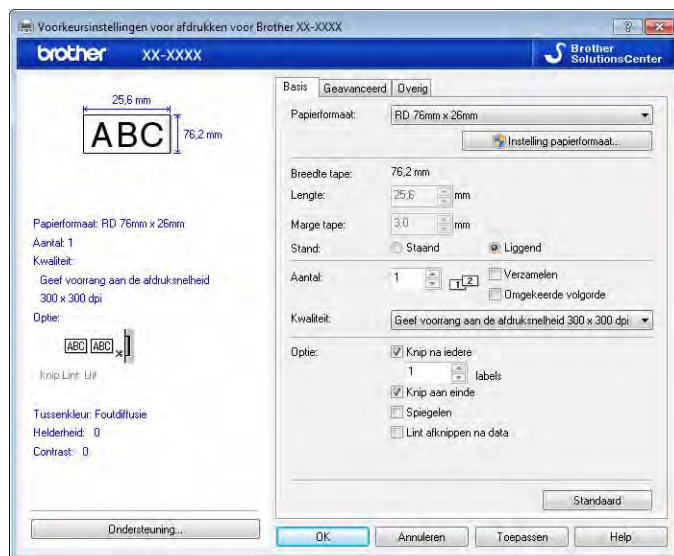 Voorkeursinstellingen voor afdrukken voor Brother XX-XXXX
brother XX-XXXX
Brother SolutionsCenter
25,6 mm
ABC
76,2 mm
Papierformaat: RD 76mm x 26mm
Aantal: 1
Kwaliteit:
Geef voorrang aan de afdruksnelheid
300 x 300 dpi
Optie:
ABC ABC
Knip Lint: Uit
Tussenkleur: Foutdiffusie
Helderheid: 0
Contrast: 0
Ondersteuning...
Basis Geavanceerd Overig
Papierformaat: RD 76mm x 26mm
Instelling papierformaat...
Breedte tape: 76,2 mm
Lengte: 25,6 mm
Marge tape: 3,0 mm
Stand: Staand Liggend
Aantal: 1 1 2 Verzamelen
Omgekeerde volgorde
Kwaliteit: Geef voorrang aan de afdruksnelheid 300 x 300 dpi
Optie: Knip na iedere
1 labels
Knip aan einde
Spiegelen
Lint afknippen na data
Standaard
OK Annuleren Toepassen Help